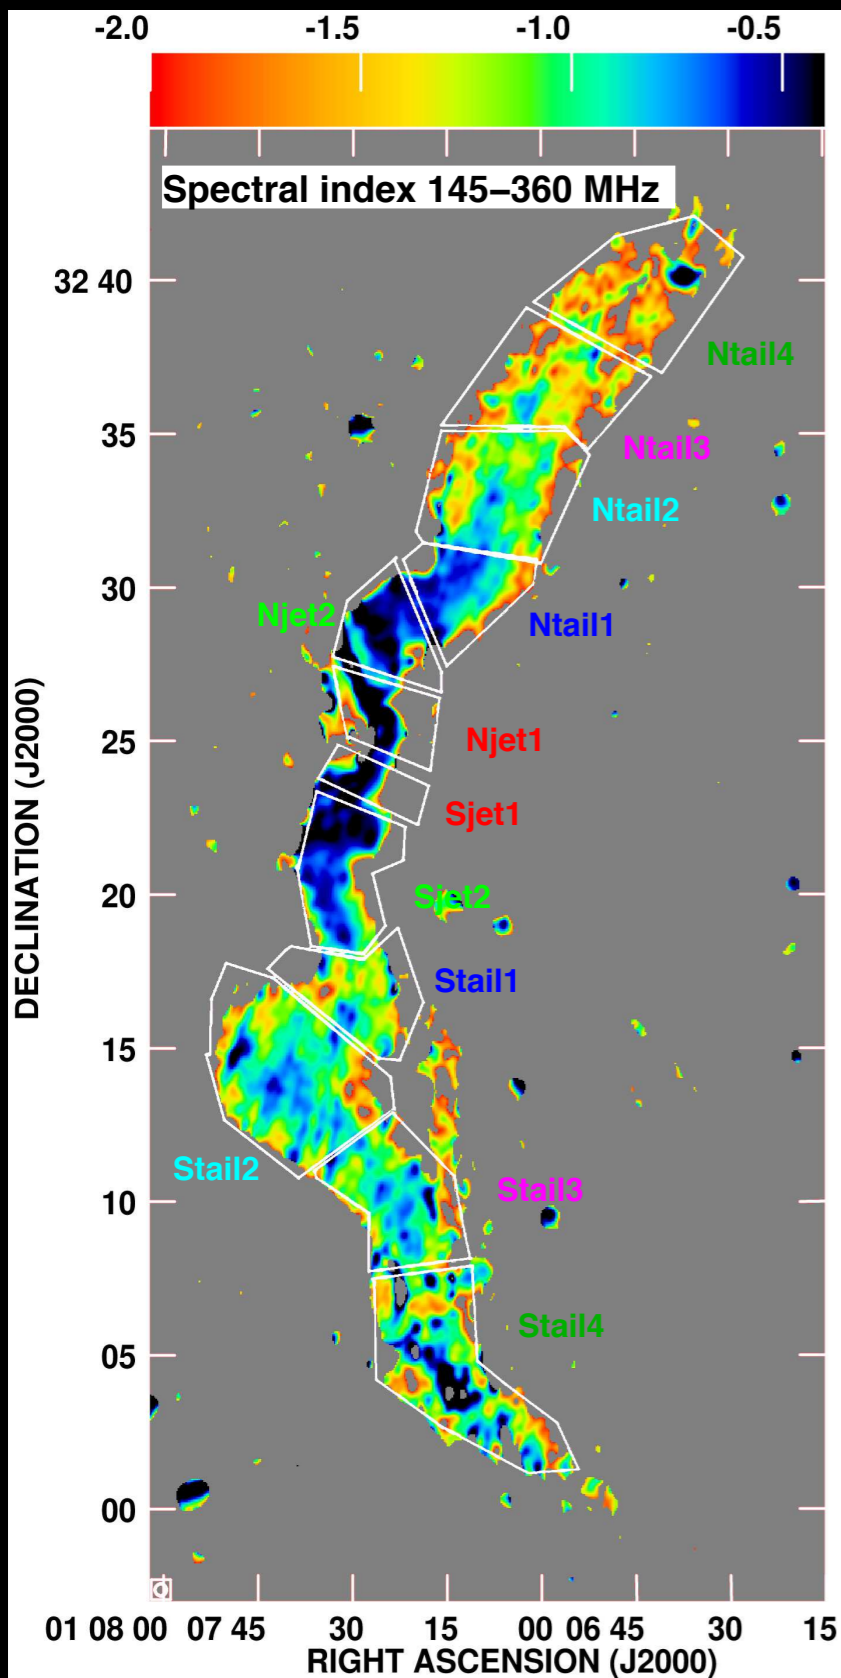 -2.0 -1.5 -1.0 -0.5
Spectral index 145–360 MHz
32 40
Ntail4
35
Ntail3
Ntail2
30
Njet2
Ntail1
25
Njet1
Sjet1
20
Sjet2
Stail1
15
Stail2
10
Stail3
Stail4
05
00
DECLINATION (J2000)
01 08 00 07 45 30 15 00 06 45 30 15
RIGHT ASCENSION (J2000)